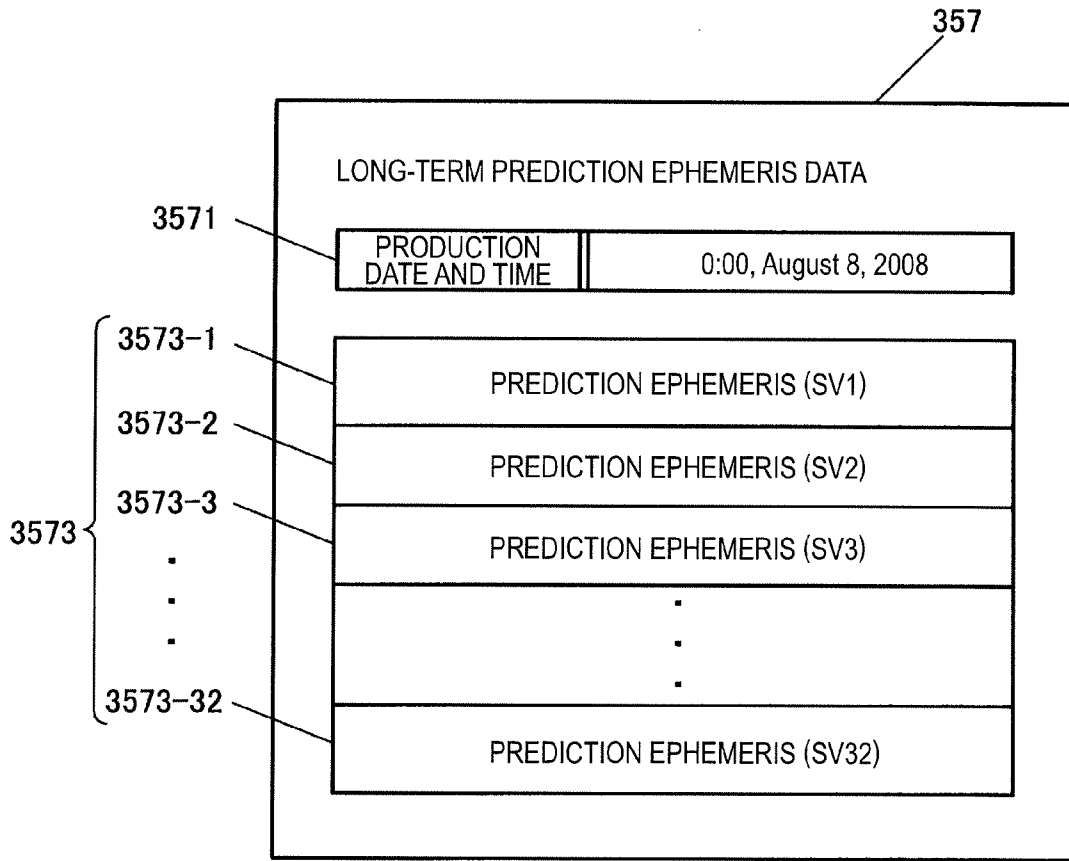 357
LONG-TERM PREDICTION EPHEMERIS DATA
3571
PRODUCTION
DATE AND TIME
0:00, August 8, 2008
3573
3573-1
PREDICTION EPHEMERIS (SV1)
3573-2
PREDICTION EPHEMERIS (SV2)
3573-3
PREDICTION EPHEMERIS (SV3)
3573-32
PREDICTION EPHEMERIS (SV32)